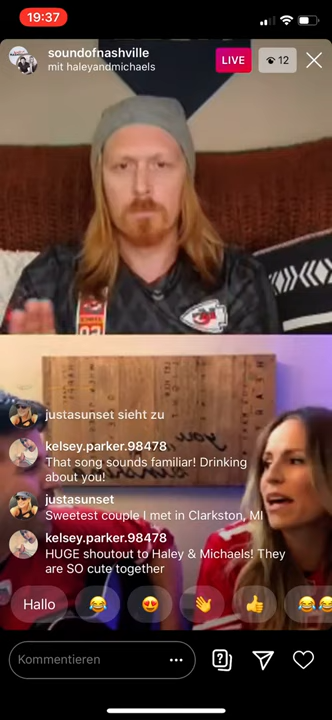 19:37
soundofnashville
mit haleyandmichaels
LIVE
12
justasunset sieht zu
kelsey.parker.98478
That song sounds familiar! Drinking
about you!
justasunset
Sweetest couple I met in Clarkston, MI
kelsey.parker.98478
HUGE shoutout to Haley & Michaels! They
are SO cute together
Hallo
Kommentieren